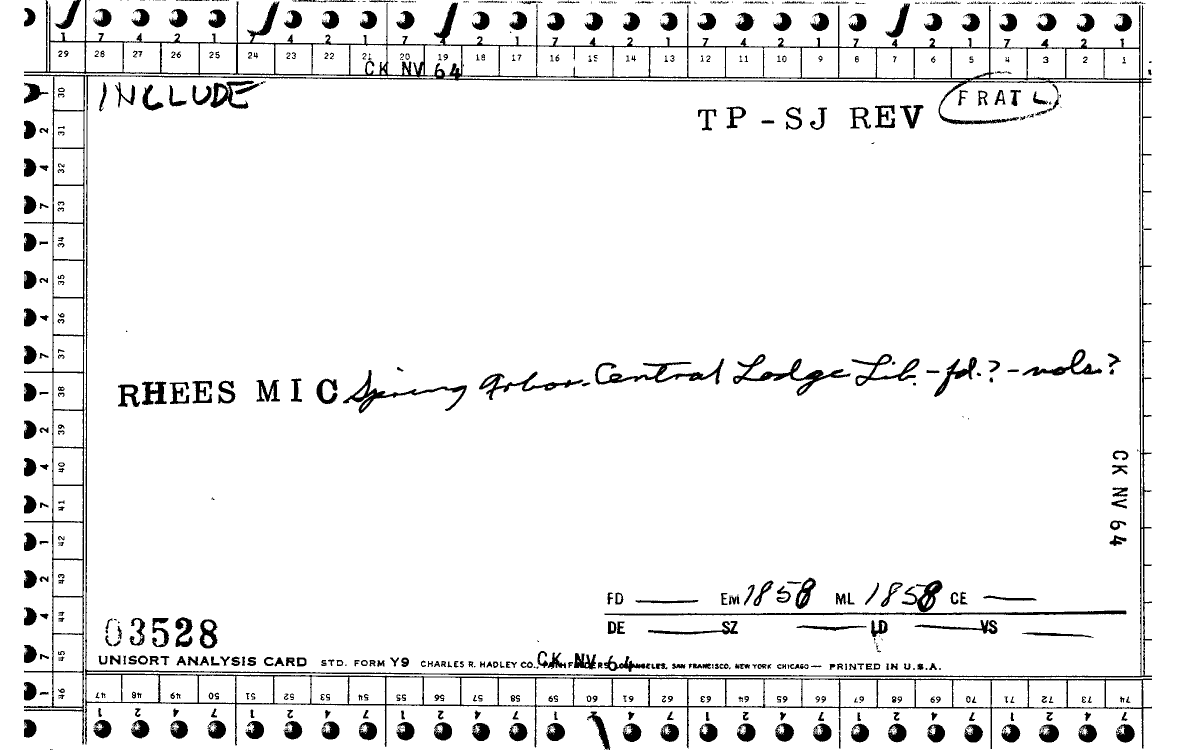 1 7 4 2 1 7 4 2 1 7 4 2 1 7 4 2 1 7 4 2 1 7 4 2 1 7 4 2 1
29 28 27 26 25 24 23 22 21 20 19 18 17 16 15 14 13 12 11 10 9 8 7 6 5 4 3 2 1
CK NV 64
INCLUDE
FRAT L
TP-SJ REV
RHEES MIC Spring Arbor-Central Lodge Lib.-fd.?-vols.?
CK NV 64
FD EM 1858 ML 1858 CE
DE SZ LD VS
03528
UNISORT ANALYSIS CARD STD. FORM Y9 CHARLES R. HADLEY CO., PATHFINDERS, LOS ANGELES, SAN FRANCISCO, NEW YORK CHICAGO — PRINTED IN U.S.A.
CK NV 64
30 31 32 33 34 35 36 37 38 39 40 41 42 43 44 45 46
47 48 49 50 51 52 53 54 55 56 57 58 59 60 61 62 63 64 65 66 67 68 69 70 71 72 73 74
1 2 4 7 1 2 4 7 1 2 4 7 1 2 4 7 1 2 4 7 1 2 4 7 1 2 4 7